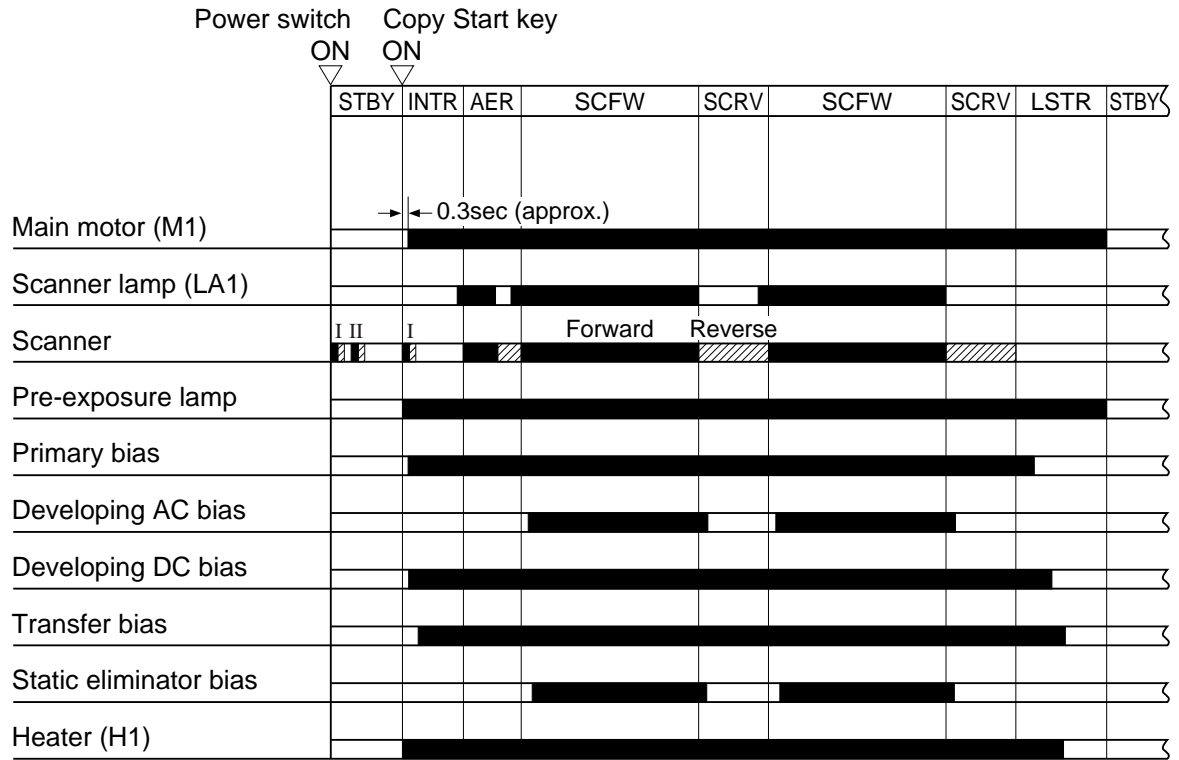 Power switch Copy Start key
ON ON
STBY INTR AER SCFW SCRV SCFW SCRV LSTR STBY
0.3sec (approx.)
Main motor (M1)
Scanner lamp (LA1)
Scanner I II I Forward Reverse
Pre-exposure lamp
Primary bias
Developing AC bias
Developing DC bias
Transfer bias
Static eliminator bias
Heater (H1)